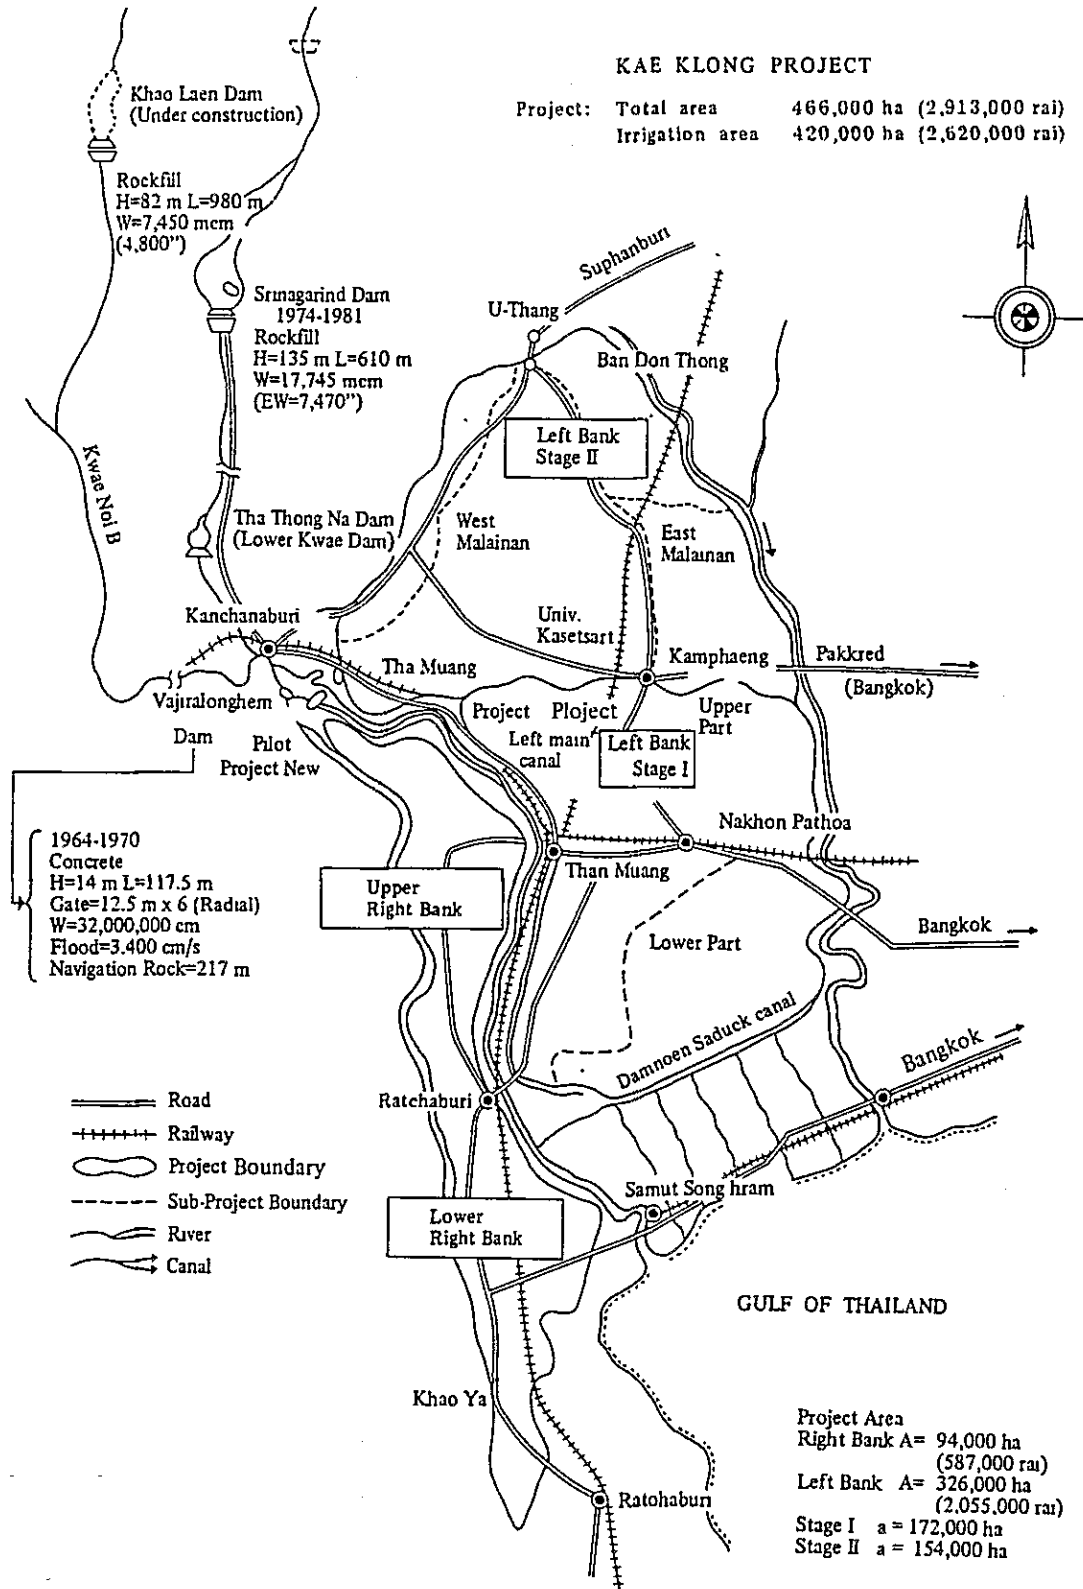 KAE KLONG PROJECT
Project: Total area 466,000 ha (2,913,000 rai)
Irrigation area 420,000 ha (2,620,000 rai)
Khao Laen Dam
(Under construction)
Rockfill
H=82 m L=980 m
W=7,450 mcm
(4,800")
Srinagarind Dam
1974-1981
Rockfill
H=135 m L=610 m
W=17,745 mcm
(EW=7,470")
Suphanburi
U-Thang
Ban Don Thong
Left Bank
Stage II
Kwae Noi B
Tha Thong Na Dam
(Lower Kwae Dam)
West
Malainan
East
Malainan
Kanchanaburi
Univ.
Kasetsart
Tha Muang
Kamphaeng
Pakkred
(Bangkok)
Vajiralonghem
Dam
Project Ploject
Left main
canal
Upper
Part
Left Bank
Stage I
Pilot
Project New
1964-1970
Concrete
H=14 m L=117.5 m
Gate=12.5 m x 6 (Radial)
W=32,000,000 cm
Flood=3.400 cm/s
Navigation Rock=217 m
Nakhon Pathoa
Than Muang
Upper
Right Bank
Lower Part
Bangkok
Damnoen Saduck canal
Bangkok
Ratchaburi
Road
Railway
Project Boundary
Sub-Project Boundary
River
Canal
Samut Song hram
Lower
Right Bank
GULF OF THAILAND
Khao Ya
Ratohaburi
Project Area
Right Bank A= 94,000 ha
(587,000 rai)
Left Bank A= 326,000 ha
(2,055,000 rai)
Stage I a = 172,000 ha
Stage II a = 154,000 ha